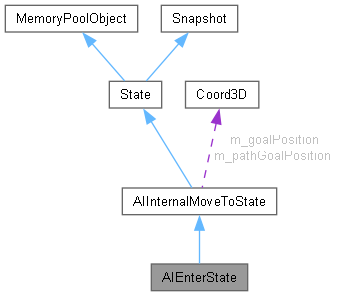 MemoryPoolObject
Snapshot
State
Coord3D
m_goalPosition
m_pathGoalPosition
AIInternalMoveToState
AIEnterState